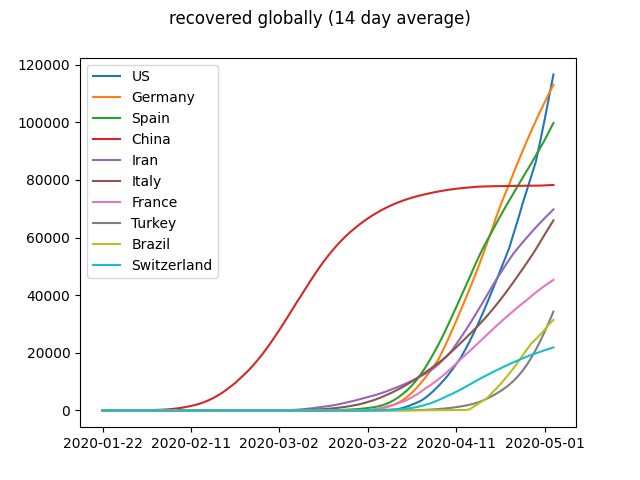 recovered globally (14 day average)
120000
100000
80000
60000
40000
20000
0
US
Germany
Spain
China
Iran
Italy
France
Turkey
Brazil
Switzerland
2020-01-22 2020-02-11 2020-03-02 2020-03-22 2020-04-11 2020-05-01